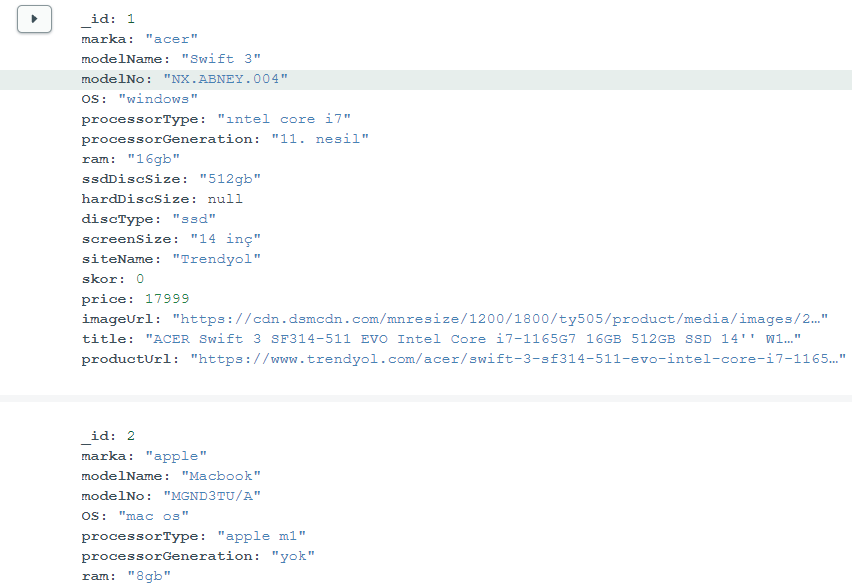 _id: 1
marka: "acer"
modelName: "Swift 3"
modelNo: "NX.ABNEY.004"
OS: "windows"
processorType: "ıntel core i7"
processorGeneration: "11. nesil"
ram: "16gb"
ssdDiscSize: "512gb"
hardDiscSize: null
discType: "ssd"
screenSize: "14 inç"
siteName: "Trendyol"
skor: 0
price: 17999
imageUrl: "https://cdn.dsmcdn.com/mnresize/1200/1800/ty505/product/media/images/2…"
title: "ACER Swift 3 SF314-511 EVO Intel Core i7-1165G7 16GB 512GB SSD 14'' W1…"
productUrl: "https://www.trendyol.com/acer/swift-3-sf314-511-evo-intel-core-i7-1165…"
_id: 2
marka: "apple"
modelName: "Macbook"
modelNo: "MGND3TU/A"
OS: "mac os"
processorType: "apple m1"
processorGeneration: "yok"
ram: "8gb"